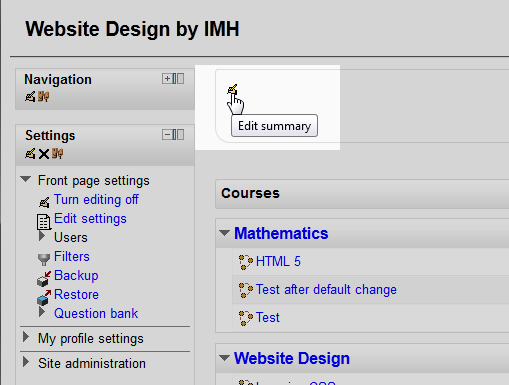 Website Design by IMH
Navigation
Edit summary
Settings
Front page settings
Turn editing off
Edit settings
Users
Filters
Backup
Restore
Question bank
My profile settings
Site administration
Courses
Mathematics
HTML 5
Test after default change
Test
Website Design